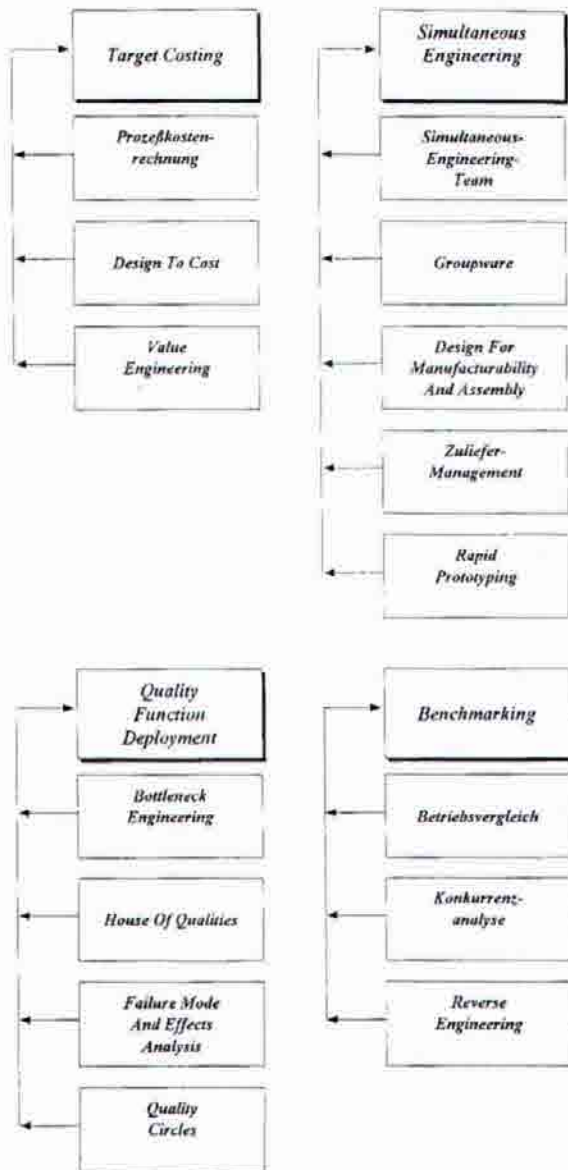 Target Costing
Prozeßkosten-
rechnung
Design To Cost
Value
Engineering
Simultaneous
Engineering
Simultaneous-
Engineering-
Team
Groupware
Design For
Manufacturability
And Assembly
Zuliefer-
Management
Rapid
Prototyping
Quality
Function
Deployment
Bottleneck
Engineering
House Of Qualities
Failure Mode
And Effects
Analysis
Quality
Circles
Benchmarking
Betriebsvergleich
Konkurrenz-
analyse
Reverse
Engineering